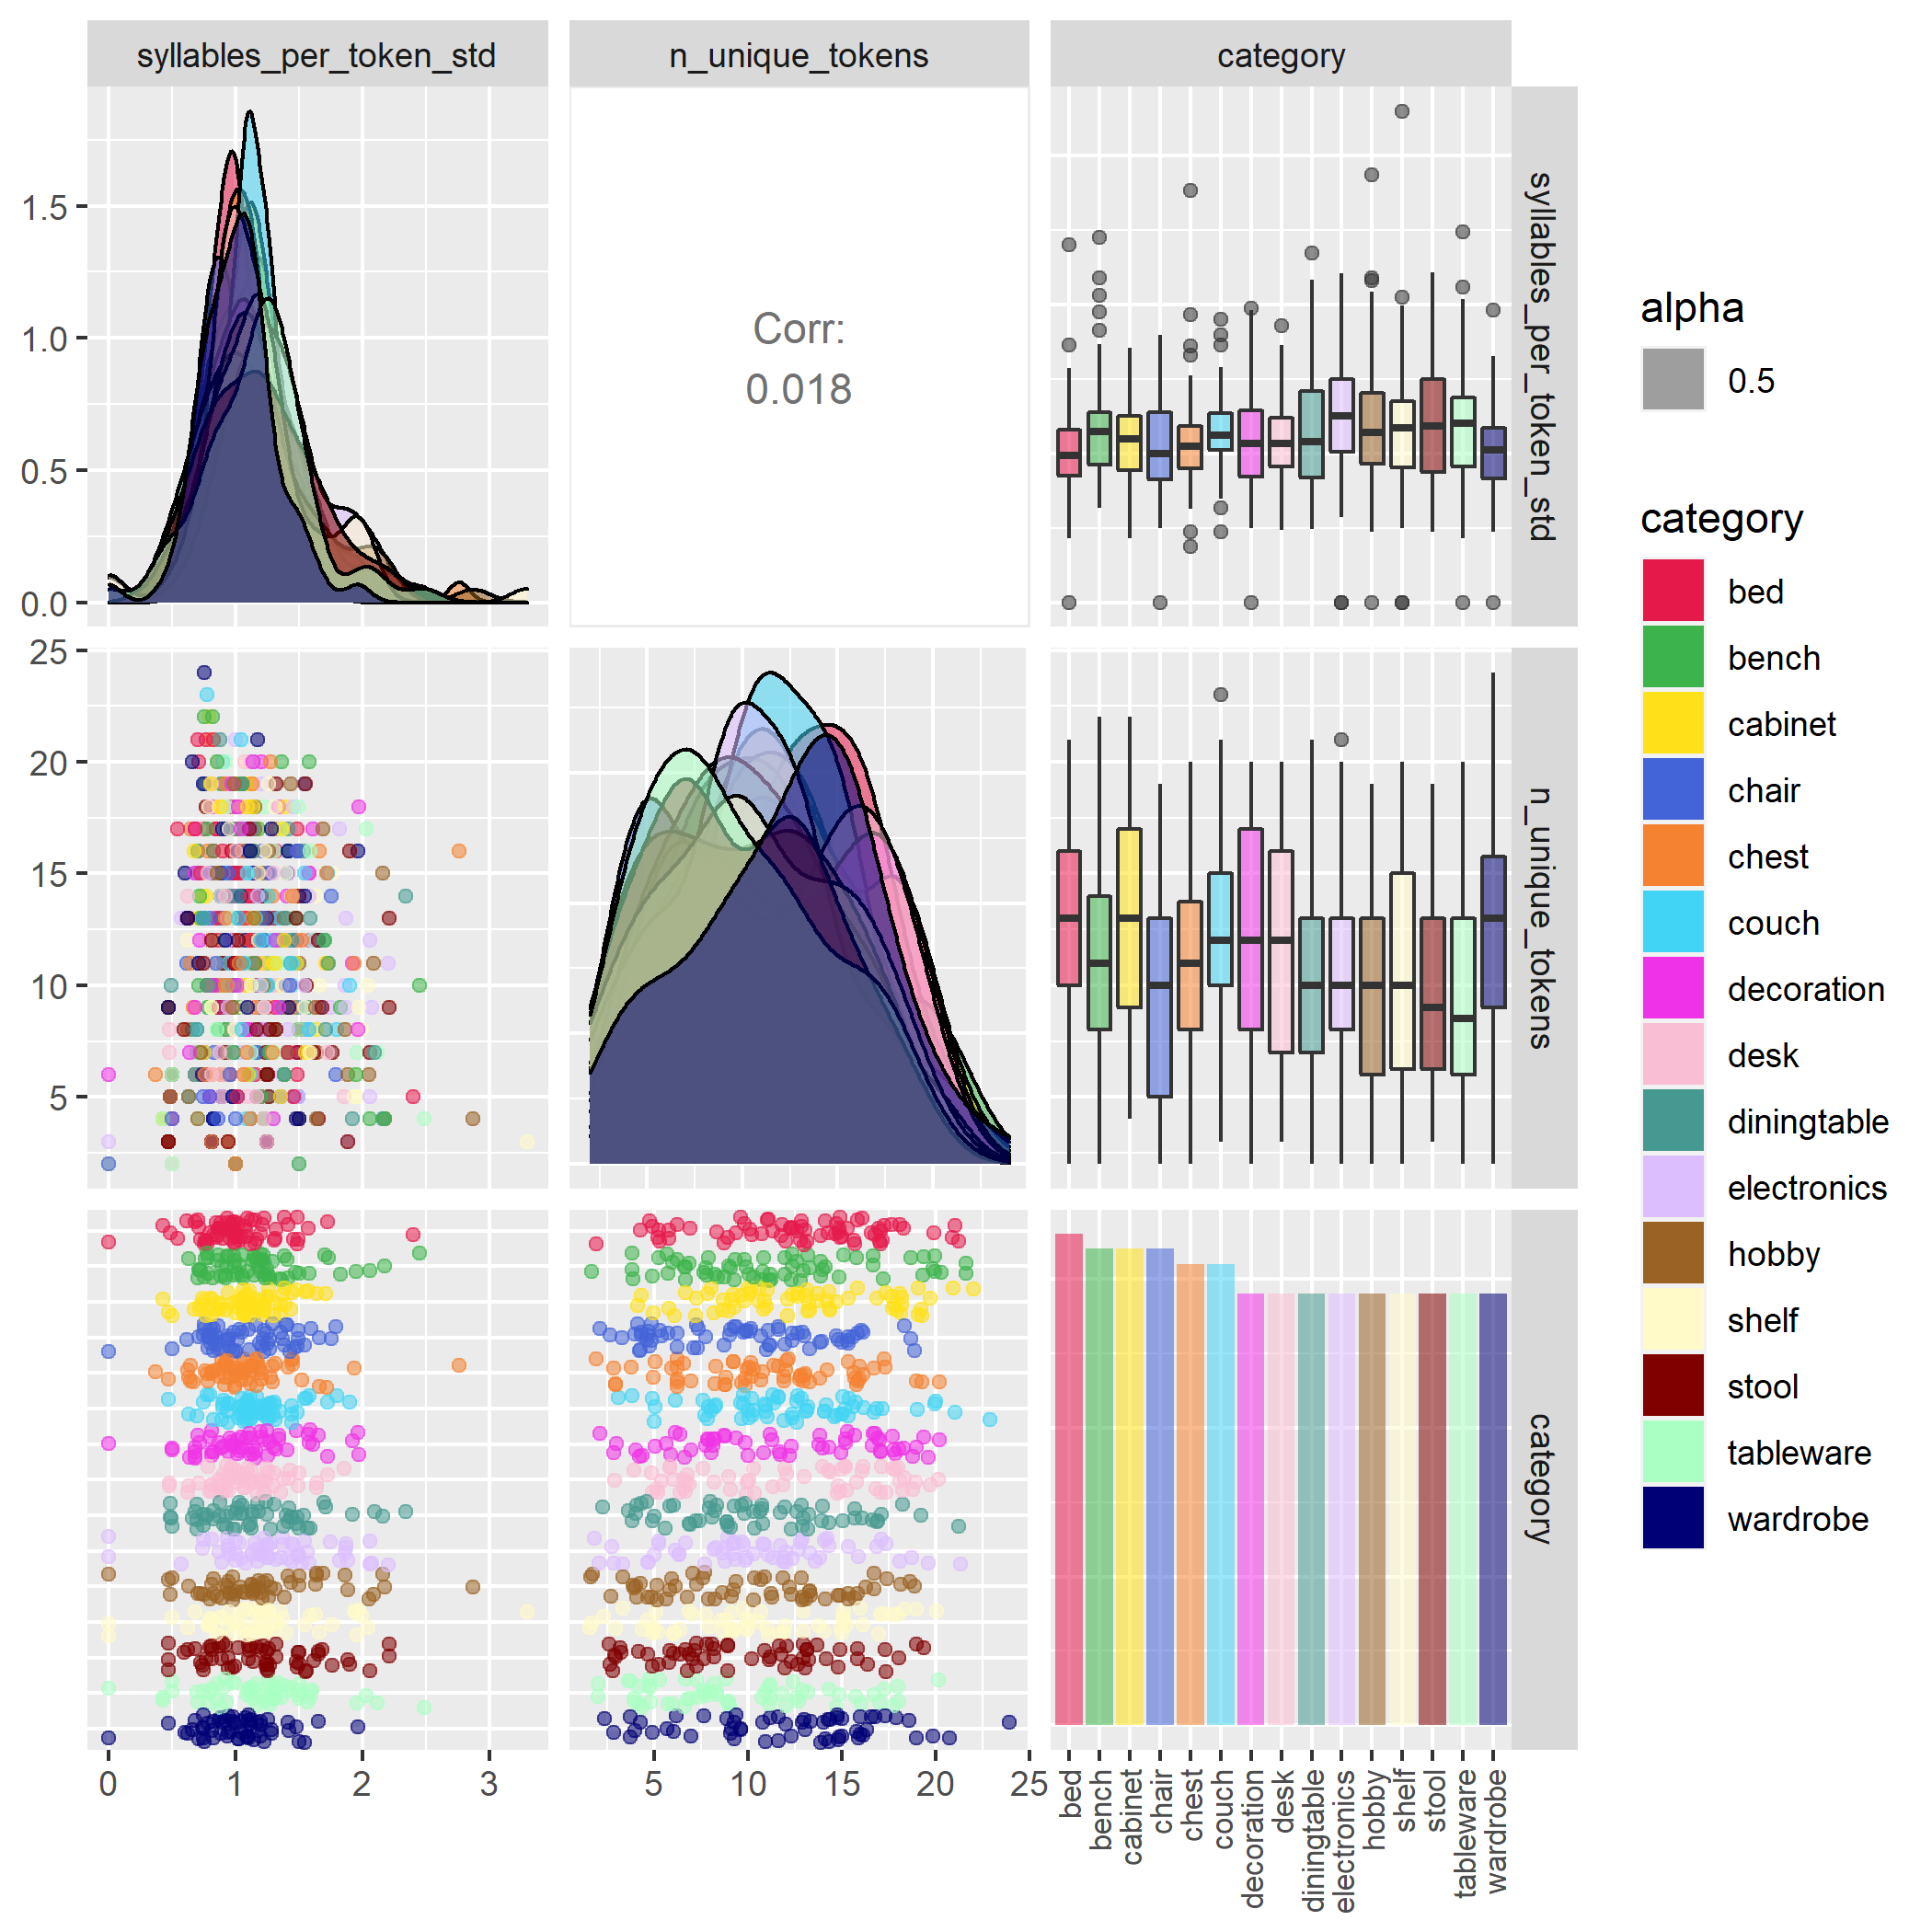 syllables_per_token_std
n_unique_tokens
category
1.5
1.0
0.5
0.0
Corr:
0.018
syllables_per_token_std
25
20
15
10
5
n_unique_tokens
category
0
1
2
3
5
10
15
20
25
bed
bench
cabinet
chair
chest
couch
decoration
desk
diningtable
electronics
hobby
shelf
stool
tableware
wardrobe
alpha
0.5
category
bed
bench
cabinet
chair
chest
couch
decoration
desk
diningtable
electronics
hobby
shelf
stool
tableware
wardrobe